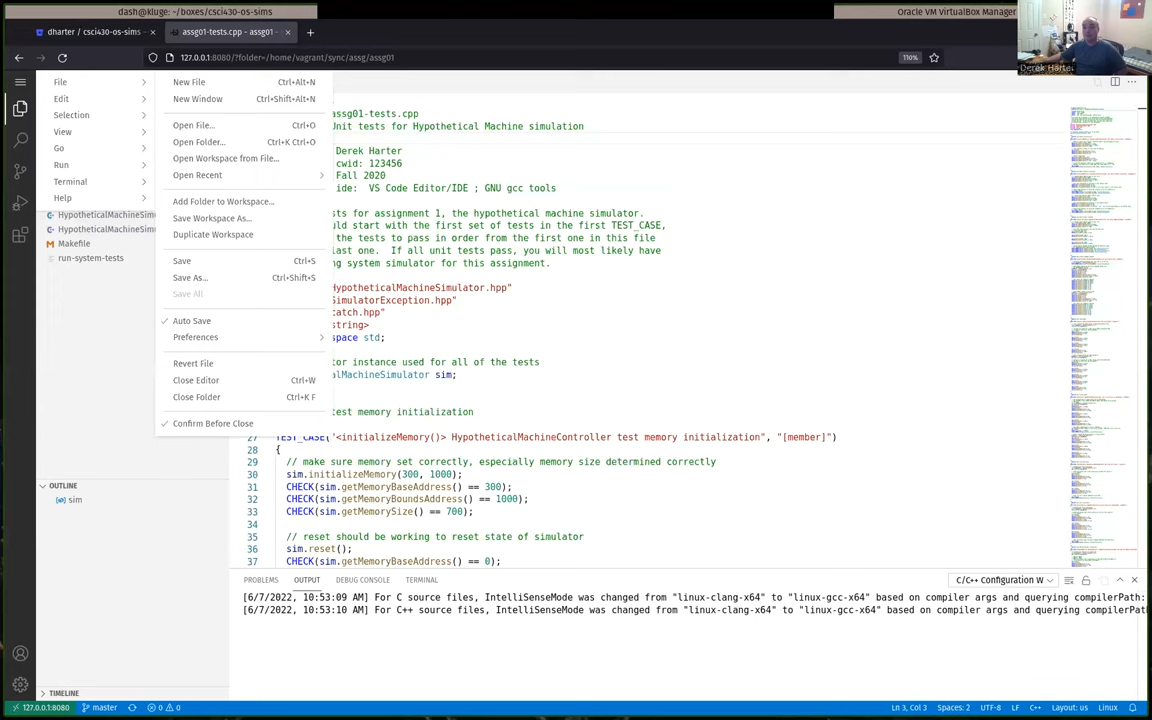 dash@kluge: ~/boxes/csci430-os-sims
Oracle VM VirtualBox Manager
dharter / csci430-os-sims
assg01-tests.cpp - assg01
127.0.0.1:8080/?folder=/home/vagrant/sync/assg/assg01
110%
Derek Harter
File
Edit
Selection
View
Go
Run
Terminal
Help
New File Ctrl+Alt+N
New Window Ctrl+Shift+Alt+N
Open File... Ctrl+O
Open Folder... Ctrl+K Ctrl+O
Open Workspace from File...
Open Recent
Add Folder to Workspace...
Save Workspace As...
Duplicate Workspace
Save Ctrl+S
Save As... Ctrl+Shift+S
Save All
Auto Save
Preferences
Revert File
Close Editor Ctrl+W
Close Folder Ctrl+K F
Confirm Before Close
HypotheticalMachineSim
HypotheticalMachineSim
Makefile
run-system-tests
OUTLINE
sim
TIMELINE
assg01-tests.cpp
Unit tests for Hypothetical Machine simulation
Derek Harter
cwid: 123456
Fall 2020
ide: VS Code Editor/IDE ; GNU gcc tools
ts for assignment 1, the hypothetical machine simulator.
uld start with the first set of tests in the first TEST_CASE,
the tests to pass in order from the first one in this file
last one. If all unit tests pass, you will most likely have
ng system simulator for this assignment.
HypotheticalMachineSimulator.hpp"
SimulatorException.hpp"
catch.hpp"
string>
space std;
tor instance used for all of the tests
lMachineSimulator sim;
test memory initialization
27 TEST_CASE("<initializeMemory()> HypotheticalMachineController test memory initialization", "[member]")
28 {
29 // make sure memory set correctly, especially memory size determined correctly
30 sim.initializeMemory(300, 1000);
31 CHECK(sim.getMemoryBaseAddress() == 300);
32 CHECK(sim.getMemoryBoundsAddress() == 1000);
33 CHECK(sim.getMemorySize() == 700);
34
35 // reset should be working to reset state of simulator
36 sim.reset();
37 CHECK(sim.getMemoryBaseAddress() == 0);
PROBLEMS OUTPUT DEBUG CONSOLE TERMINAL
C/C++ Configuration W
[6/7/2022, 10:53:09 AM] For C source files, IntelliSenseMode was changed from "linux-clang-x64" to "linux-gcc-x64" based on compiler args and querying compilerPath:
[6/7/2022, 10:53:10 AM] For C++ source files, IntelliSenseMode was changed from "linux-clang-x64" to "linux-gcc-x64" based on compiler args and querying compilerPath
127.0.0.1:8080 master 0 0 Ln 3, Col 3 Spaces: 2 UTF-8 LF C++ Layout: us Linux